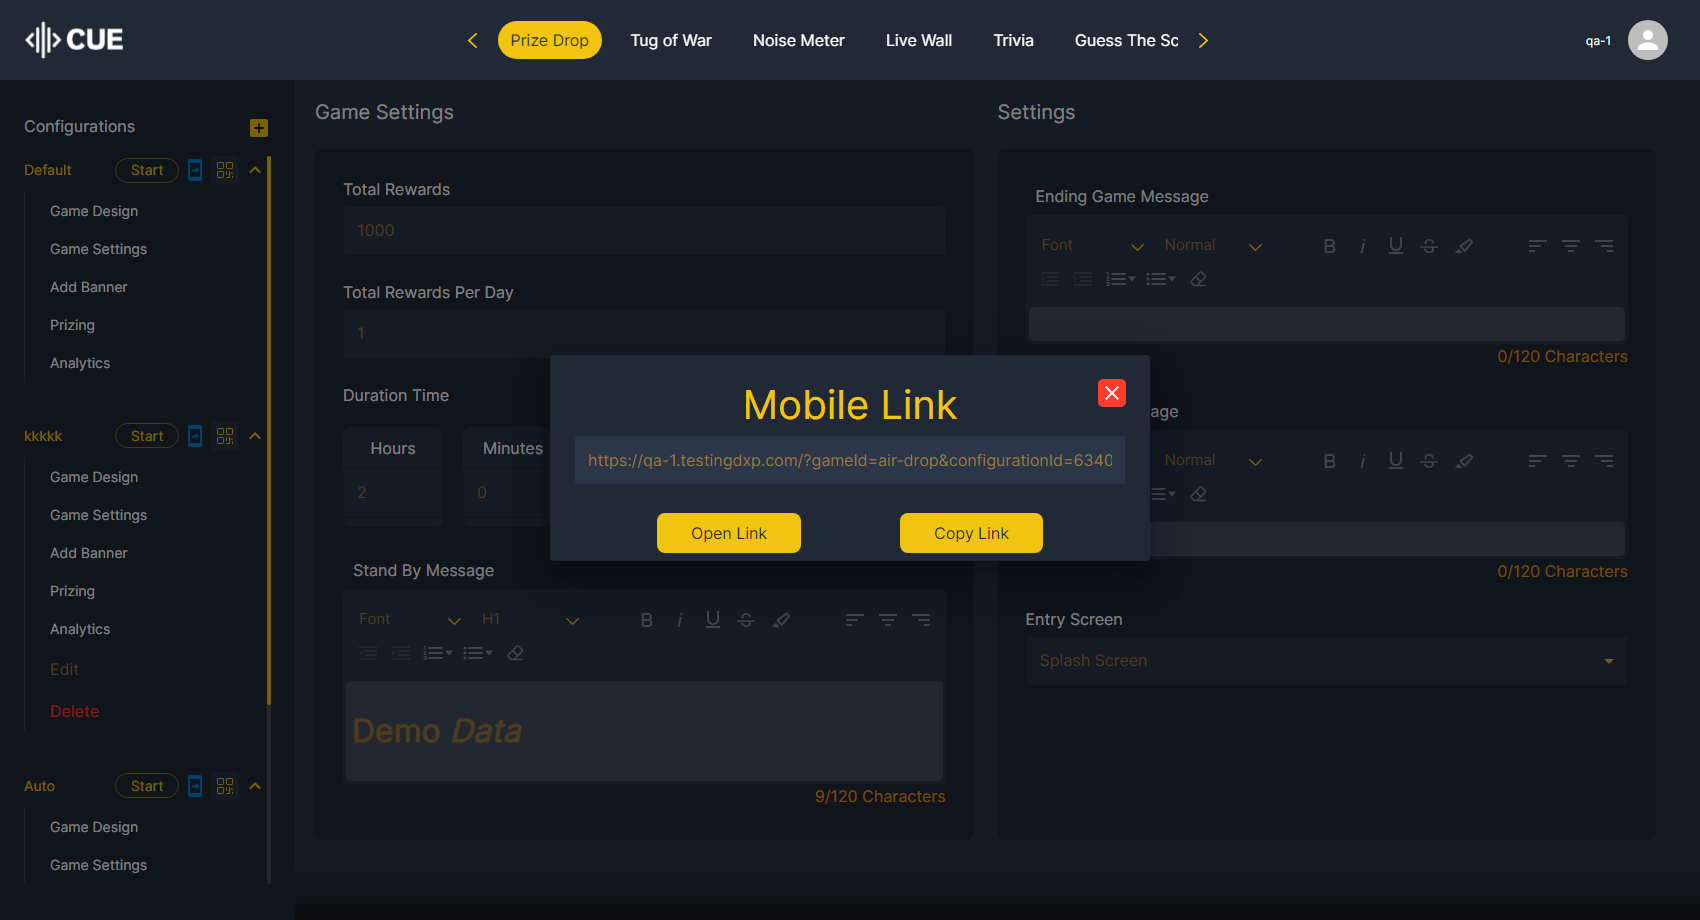 CUE
Prize Drop
Tug of War
Noise Meter
Live Wall
Trivia
Guess The Sc
qa-1
Configurations
Default
Start
Game Design
Game Settings
Add Banner
Prizing
Analytics
kkkkk
Start
Game Design
Game Settings
Add Banner
Prizing
Analytics
Edit
Delete
Auto
Start
Game Design
Game Settings
Game Settings
Total Rewards
1000
Total Rewards Per Day
1
Duration Time
Hours
Minutes
2
0
Stand By Message
Font
H1
Demo Data
9/120 Characters
Mobile Link
https://qa-1.testingdxp.com/?gameId=air-drop&configurationId=6340
Open Link
Copy Link
Settings
Ending Game Message
Font
Normal
0/120 Characters
age
Normal
0/120 Characters
Entry Screen
Splash Screen